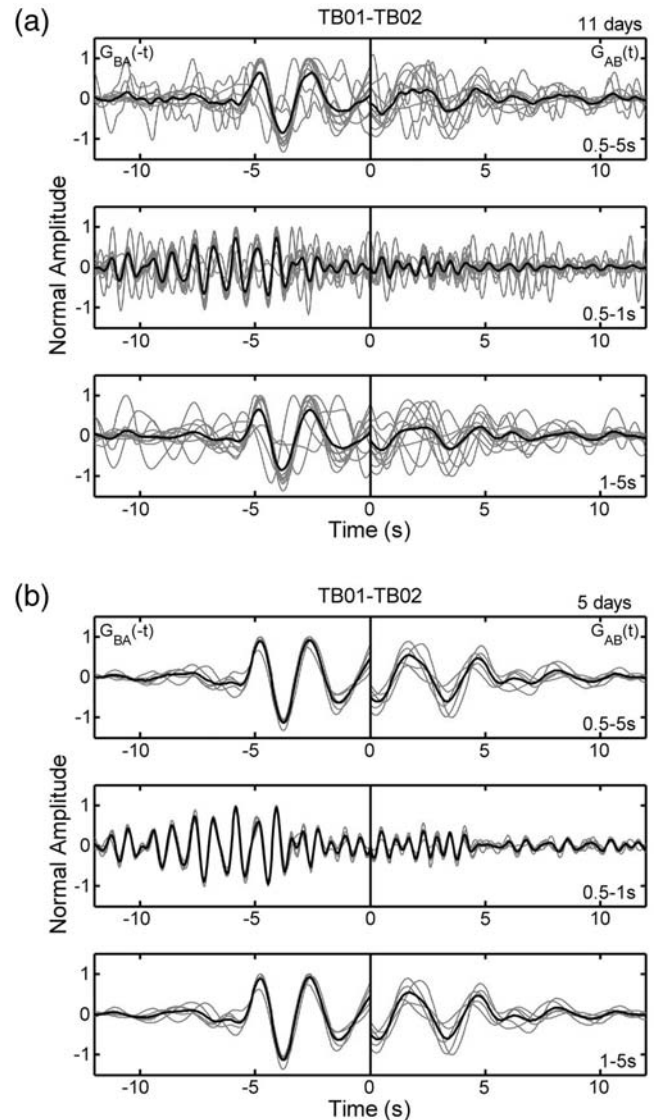 (a)
TB01-TB02
11 days
G_BA(-t)
G_AB(t)
1
0
-1
0.5-5s
-10 -5 0 5 10
1
0
-1
0.5-1s
-10 -5 0 5 10
1
0
-1
1-5s
-10 -5 0 5 10
Normal Amplitude
Time (s)
(b)
TB01-TB02
5 days
G_BA(-t)
G_AB(t)
1
0
-1
0.5-5s
-10 -5 0 5 10
1
0
-1
0.5-1s
-10 -5 0 5 10
1
0
-1
1-5s
-10 -5 0 5 10
Normal Amplitude
Time (s)